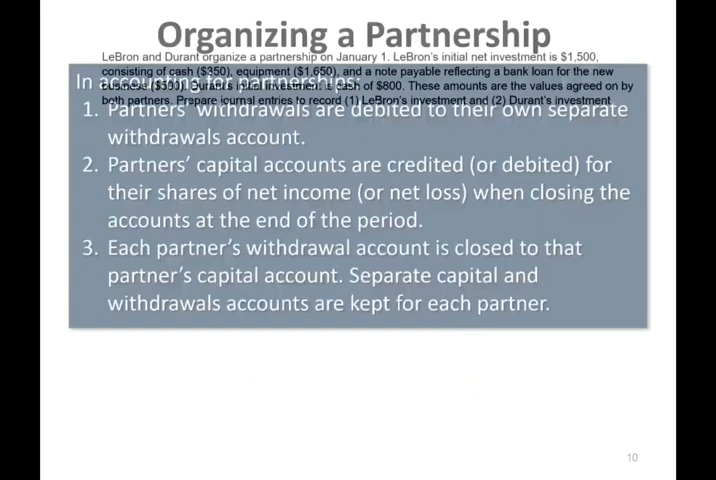 Organizing a Partnership
LeBron and Durant organize a partnership on January 1. LeBron's initial net investment is $1,500,
consisting of cash ($350), equipment ($1,650), and a note payable reflecting a bank loan for the new
business ($500). Durant's initial investment is cash of $800. These amounts are the values agreed on by
both partners. Prepare journal entries to record (1) LeBron's investment and (2) Durant's investment
In accounting for partnerships:
1. Partners' withdrawals are debited to their own separate
withdrawals account.
2. Partners' capital accounts are credited (or debited) for
their shares of net income (or net loss) when closing the
accounts at the end of the period.
3. Each partner's withdrawal account is closed to that
partner's capital account. Separate capital and
withdrawals accounts are kept for each partner.
10